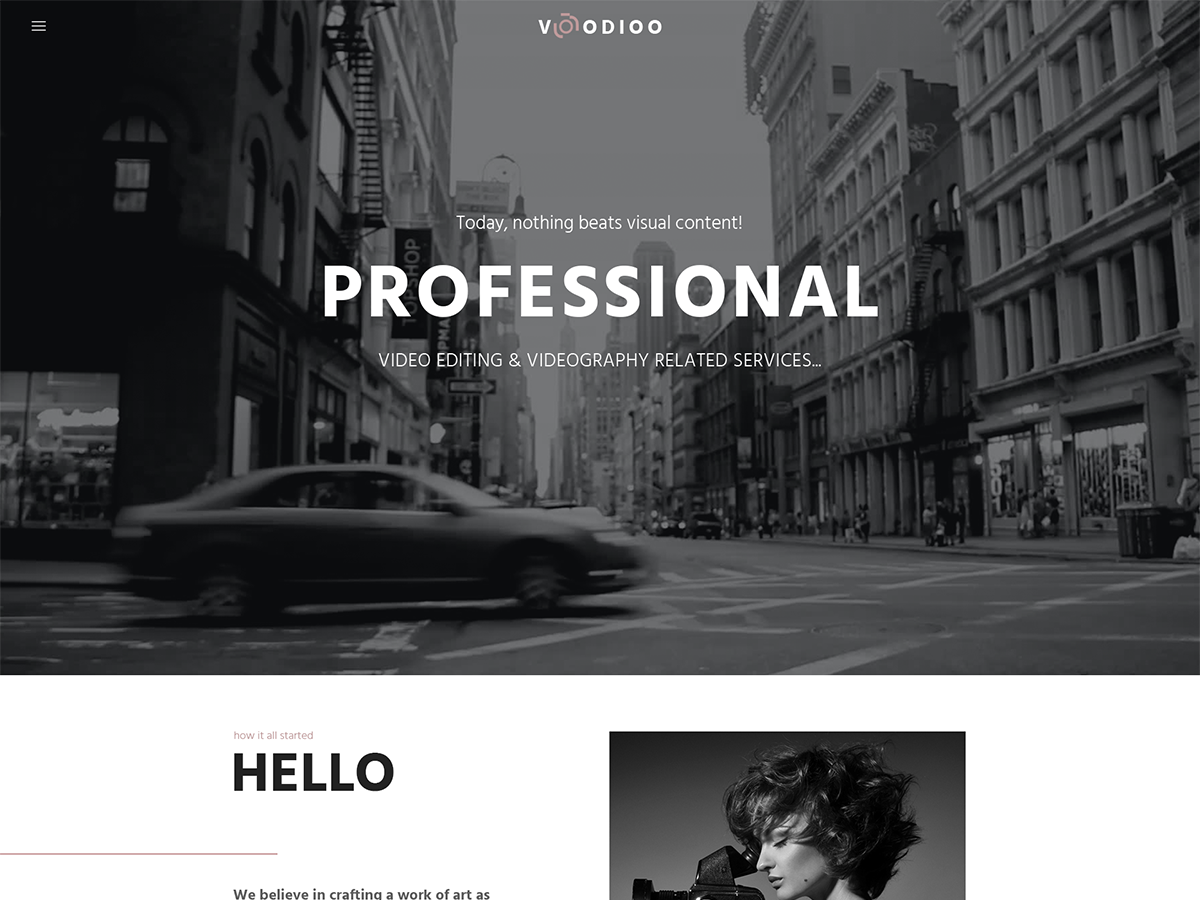 VOODIOO
Today, nothing beats visual content!
PROFESSIONAL
VIDEO EDITING & VIDEOGRAPHY RELATED SERVICES...
TOPSHOP
how it all started
HELLO
We believe in crafting a work of art as